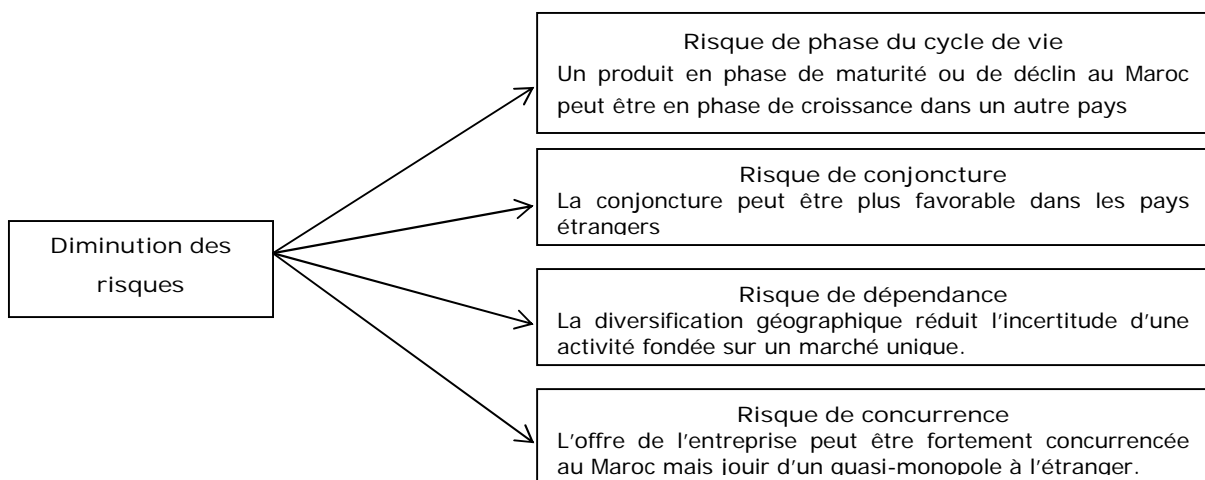 Diminution des
risques
Risque de phase du cycle de vie
Un produit en phase de maturité ou de déclin au Maroc
peut être en phase de croissance dans un autre pays
Risque de conjoncture
La conjoncture peut être plus favorable dans les pays
étrangers
Risque de dépendance
La diversification géographique réduit l’incertitude d’une
activité fondée sur un marché unique.
Risque de concurrence
L’offre de l’entreprise peut être fortement concurrencée
au Maroc mais jouir d’un quasi-monopole à l’étranger.